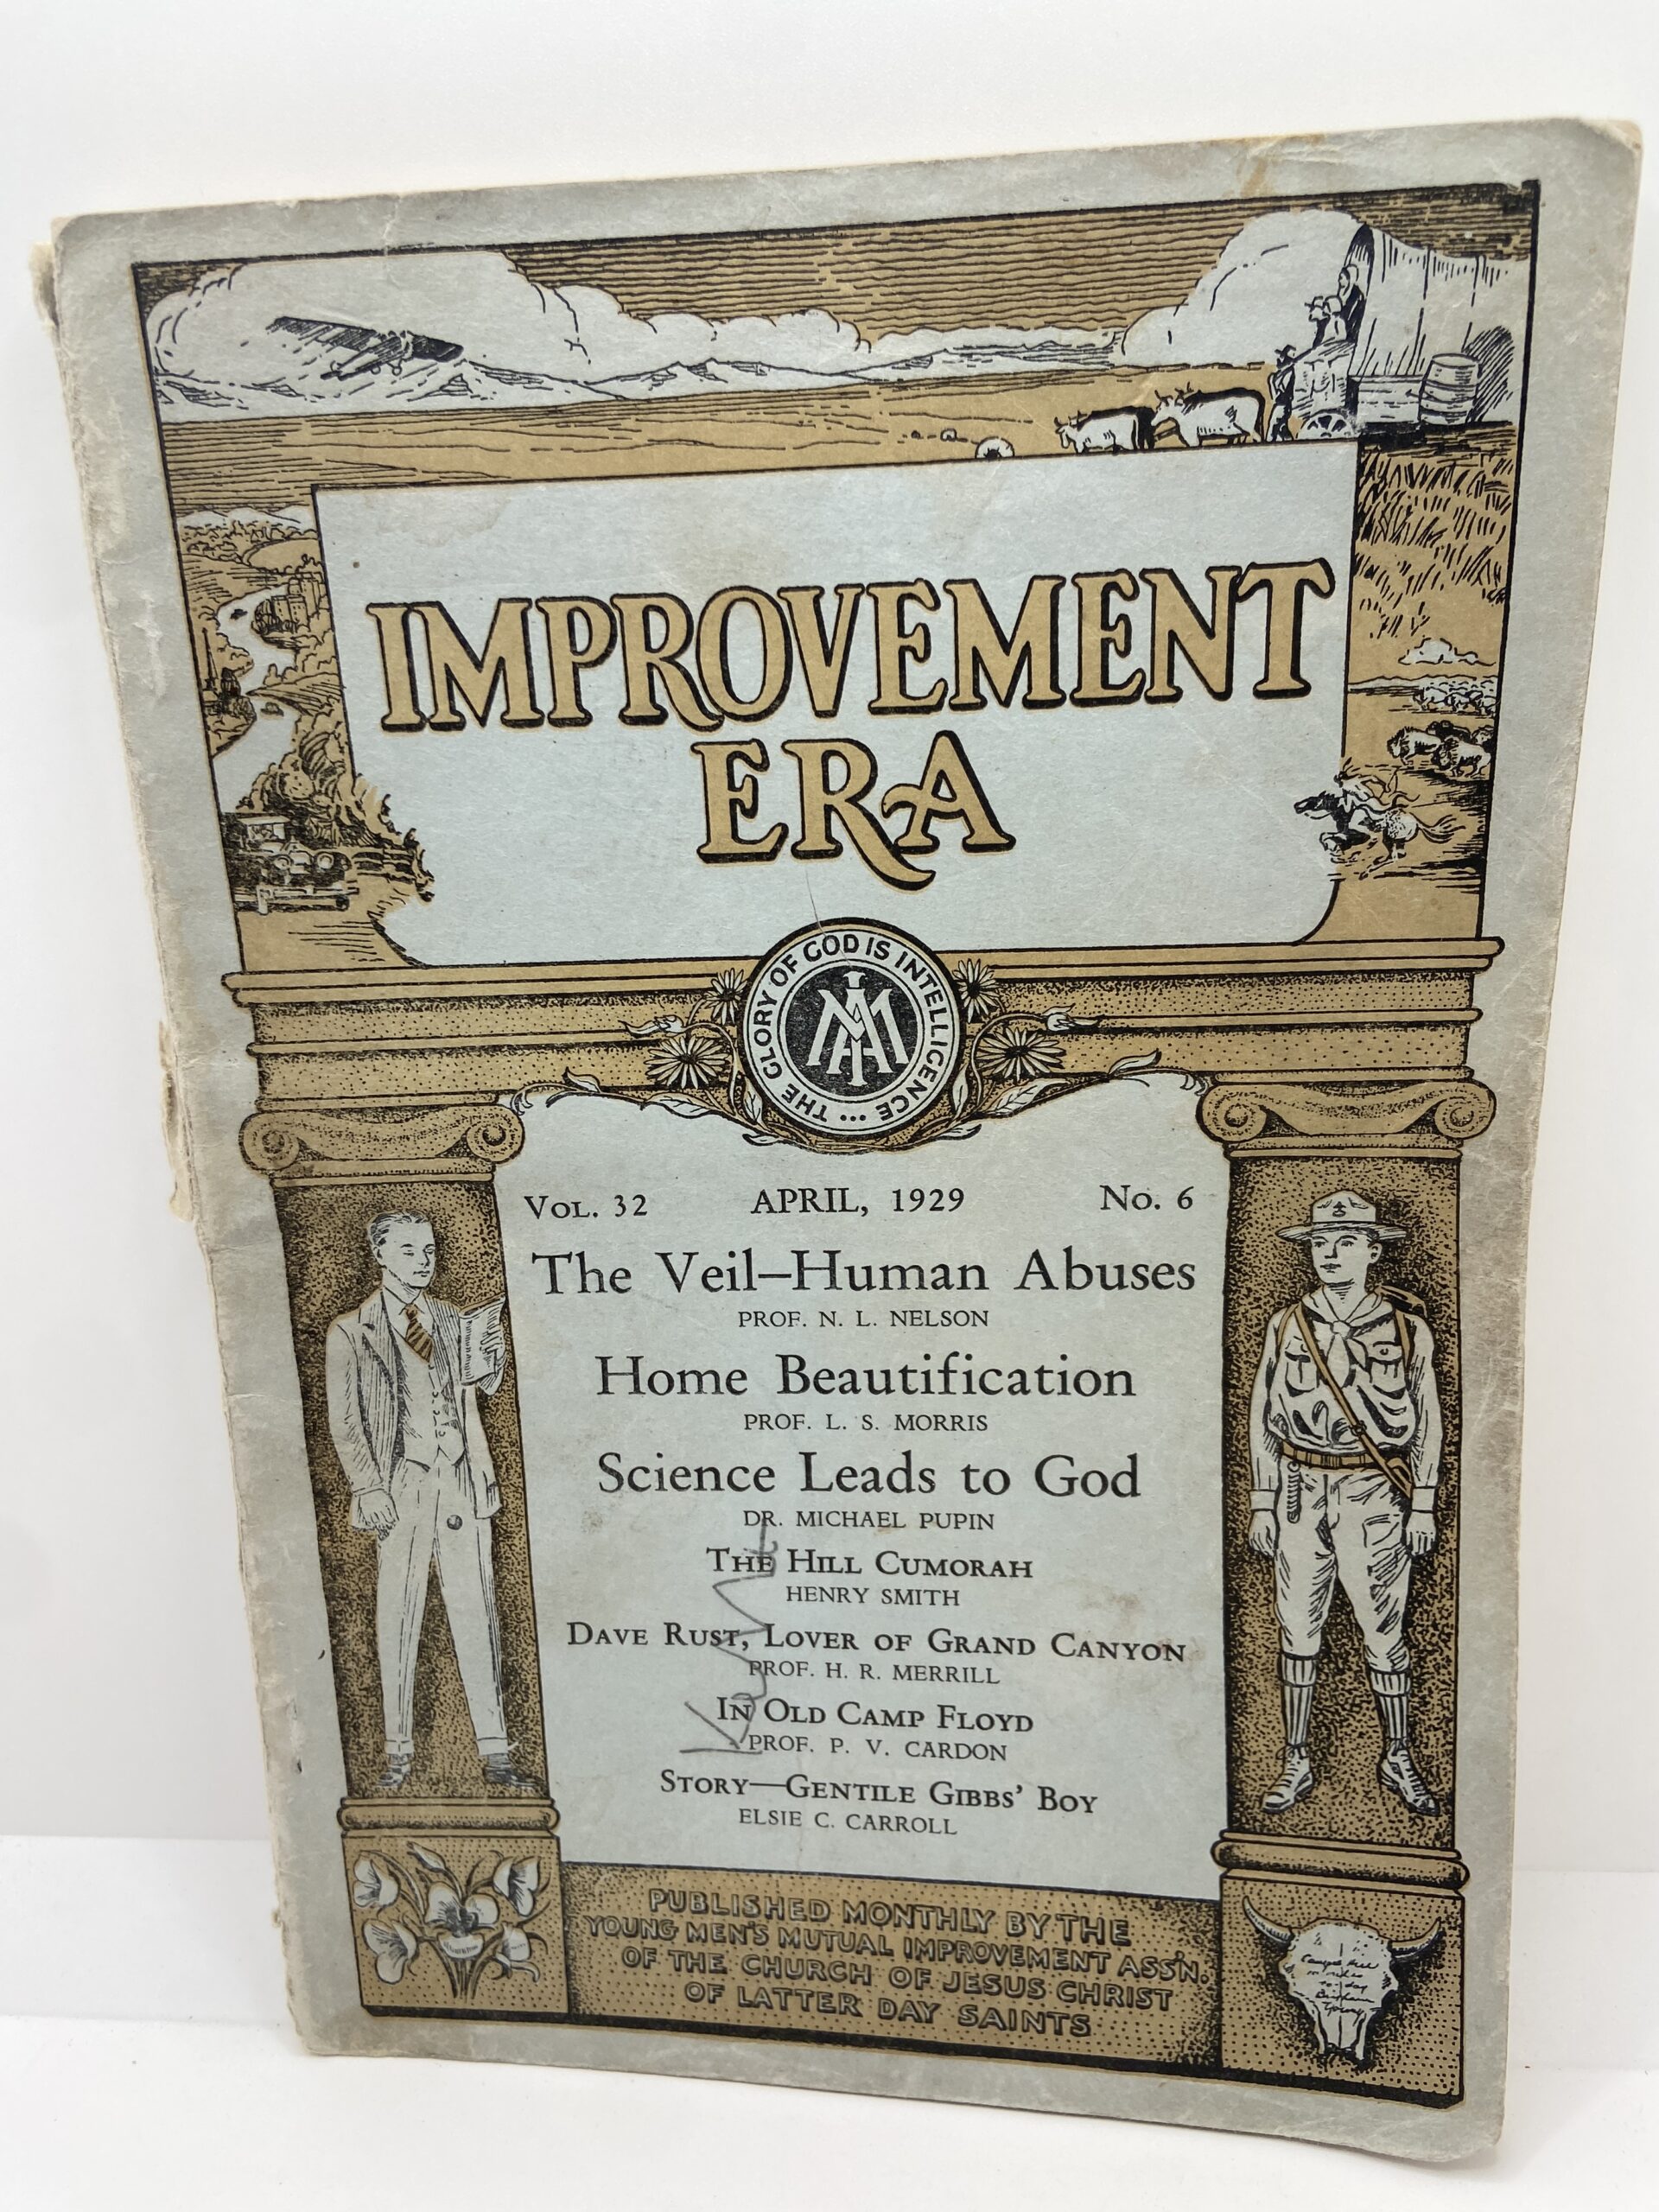 IMPROVEMENT
ERA
THE GLORY OF GOD IS INTELLIGENCE...
MIA
VOL. 32 APRIL, 1929 NO. 6
The Veil—Human Abuses
PROF. N. L. NELSON
Home Beautification
PROF. L. S. MORRIS
Science Leads to God
DR. MICHAEL PUPIN
THE HILL CUMORAH
HENRY SMITH
DAVE RUST, LOVER OF GRAND CANYON
PROF. H. R. MERRILL
IN OLD CAMP FLOYD
PROF. P. V. CARDON
STORY—GENTILE GIBBS' BOY
ELSIE C. CARROLL
PUBLISHED MONTHLY BY THE
YOUNG MEN'S MUTUAL IMPROVEMENT ASS'N.
OF THE CHURCH OF JESUS CHRIST
OF LATTER DAY SAINTS
to-day
Brigham
Young